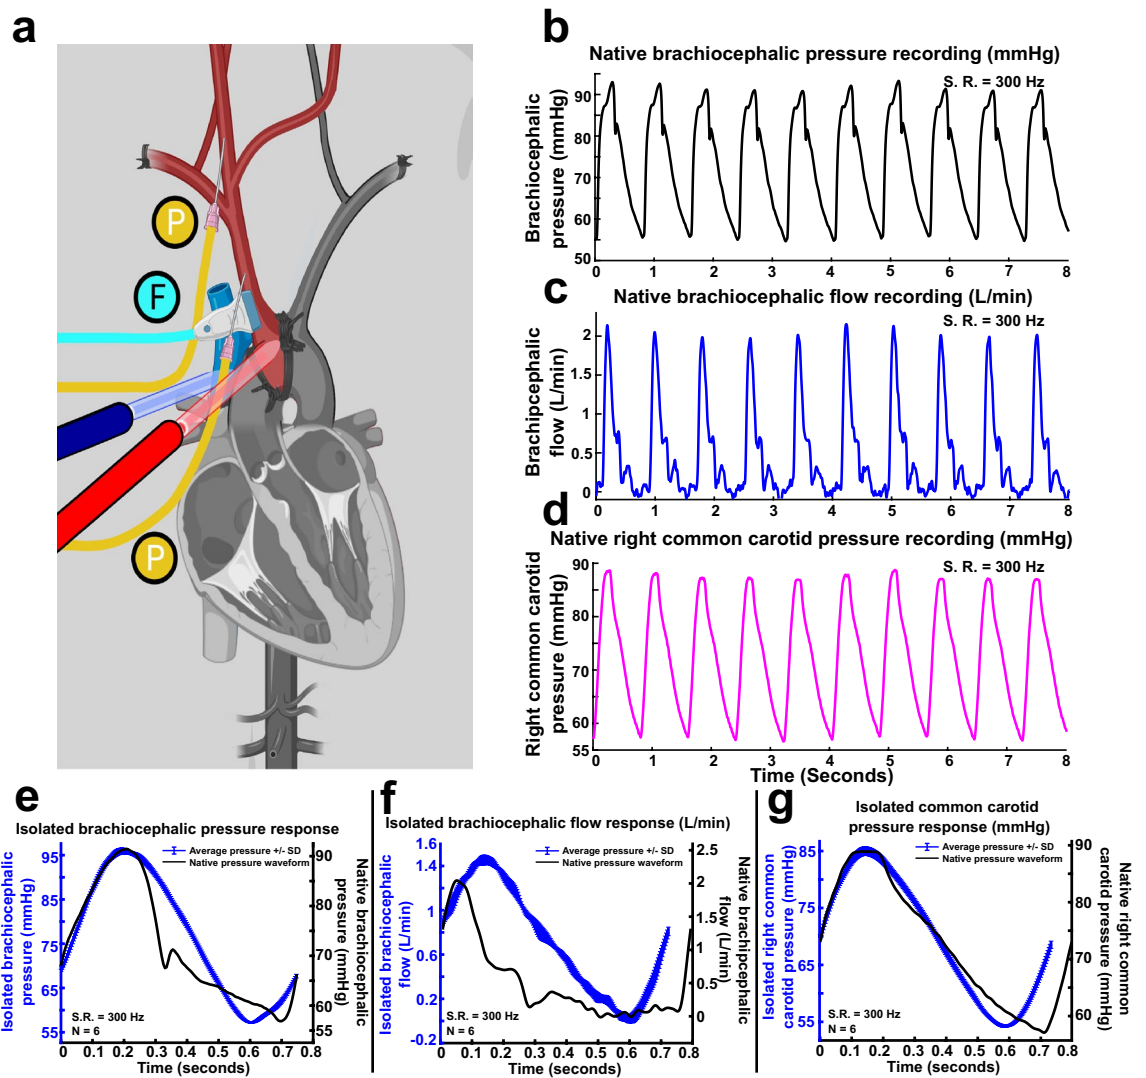 a
P
F
P
b
Native brachiocephalic pressure recording (mmHg)
S. R. = 300 Hz
Brachiocephalic
pressure (mmHg)
90
80
70
60
50
0 1 2 3 4 5 6 7 8
c
Native brachiocephalic flow recording (L/min)
S. R. = 300 Hz
Brachipcephalic
flow (L/min)
2
1.5
1
0.5
0
0 1 2 3 4 5 6 7 8
d
Native right common carotid pressure recording (mmHg)
S. R. = 300 Hz
Right common carotid
pressure (mmHg)
90
80
70
60
55
0 1 2 3 4 5 6 7 8
Time (Seconds)
e
Isolated brachiocephalic pressure response
Average pressure +/- SD
Native pressure waveform
Isolated brachiocephalic
pressure (mmHg)
95
85
75
65
55
Native brachiocephalic
pressure (mmHg)
90
80
70
60
55
S.R. = 300 Hz
N = 6
0 0.1 0.2 0.3 0.4 0.5 0.6 0.7 0.8
Time (seconds)
f
Isolated brachiocephalic flow response (L/min)
Average pressure +/- SD
Native pressure waveform
Isolated brachiocephalic
flow (L/min)
1.6
1.4
1
0.6
0.2
-0.2
Native brachipcephalic
flow (L/min)
2.5
2
1.5
1
0.5
0
S.R. = 300 Hz
N = 6
0 0.1 0.2 0.3 0.4 0.5 0.6 0.7 0.8
Time (seconds)
g
Isolated common carotid
pressure response (mmHg)
Average pressure +/- SD
Native pressure waveform
Isolated right common
carotid pressure (mmHg)
85
75
65
55
Native right common
carotid pressure (mmHg)
90
80
70
60
S.R. = 300 Hz
N = 6
0 0.1 0.2 0.3 0.4 0.5 0.6 0.7 0.8
Time (seconds)